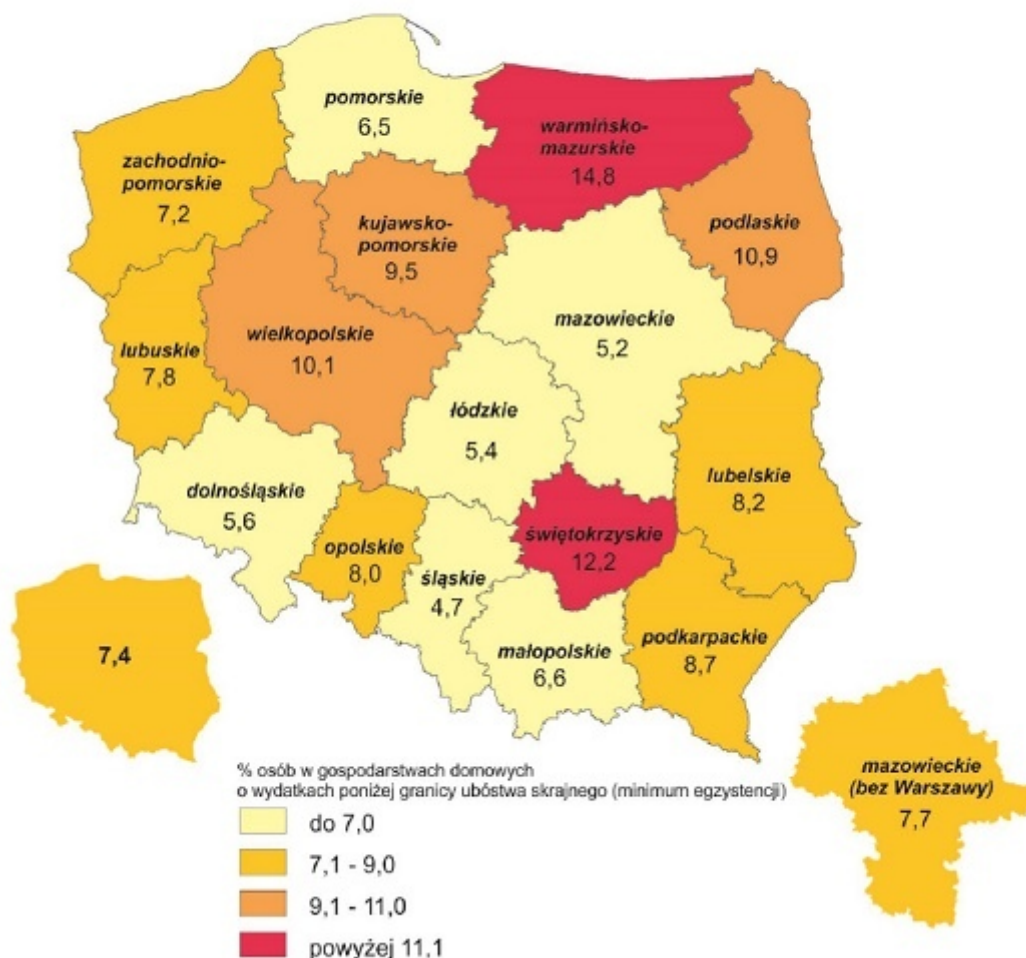 pomorskie
6,5
warmińsko-
mazurskie
14,8
zachodnio-
pomorskie
7,2
kujawsko-
pomorskie
9,5
podlaskie
10,9
lubuskie
7,8
wielkopolskie
10,1
mazowieckie
5,2
łódzkie
5,4
dolnośląskie
5,6
lubelskie
8,2
opolskie
8,0
śląskie
4,7
świętokrzyskie
12,2
małopolskie
6,6
podkarpackie
8,7
7,4
mazowieckie
(bez Warszawy)
7,7
% osób w gospodarstwach domowych
o wydatkach poniżej granicy ubóstwa skrajnego (minimum egzystencji)
do 7,0
7,1 - 9,0
9,1 - 11,0
powyżej 11,1